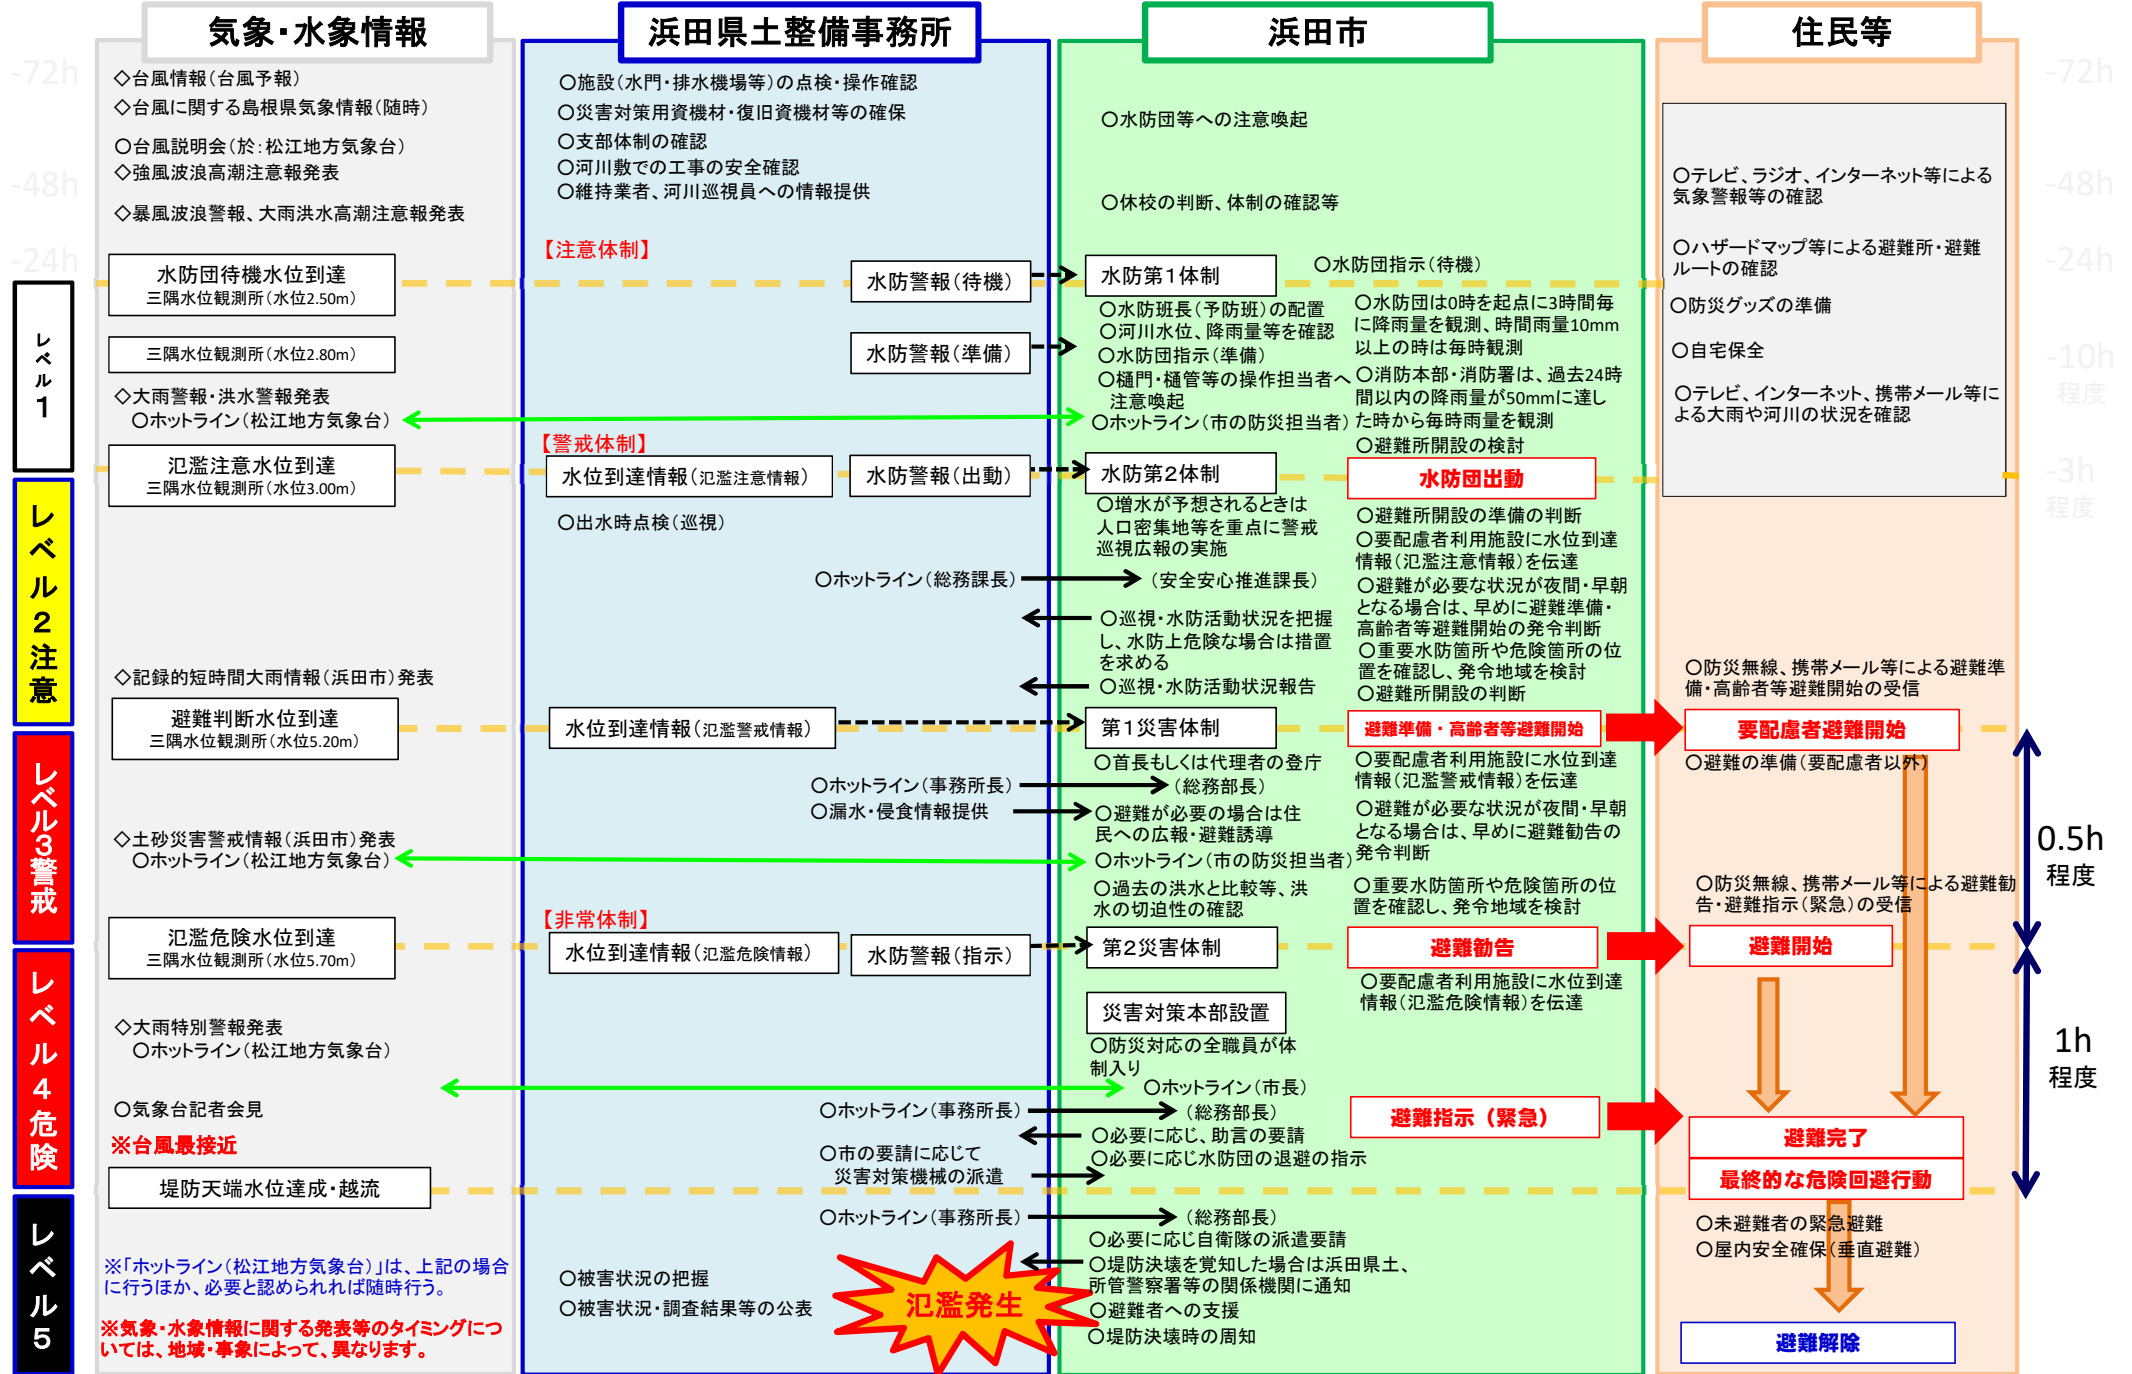 気象・水象情報
浜田県土整備事務所
浜田市
住民等
-72h
-48h
-24h
レベル1
レベル2注意
レベル3警戒
レベル4危険
レベル5
◇台風情報(台風予報)
◇台風に関する島根県気象情報(随時)
○台風説明会(於:松江地方気象台)
◇強風波浪高潮注意報発表
◇暴風波浪警報、大雨洪水高潮注意報発表
水防団待機水位到達
三隅水位観測所(水位2.50m)
三隅水位観測所(水位2.80m)
◇大雨警報・洪水警報発表
○ホットライン(松江地方気象台)
氾濫注意水位到達
三隅水位観測所(水位3.00m)
◇記録的短時間大雨情報(浜田市)発表
避難判断水位到達
三隅水位観測所(水位5.20m)
◇土砂災害警戒情報(浜田市)発表
○ホットライン(松江地方気象台)
氾濫危険水位到達
三隅水位観測所(水位5.70m)
◇大雨特別警報発表
○ホットライン(松江地方気象台)
○気象台記者会見
※台風最接近
堤防天端水位達成・越流
※「ホットライン(松江地方気象台)」は、上記の場合
に行うほか、必要と認められれば随時行う。
※気象・水象情報に関する発表等のタイミングにつ
いては、地域・事象によって、異なります。
○施設(水門・排水機場等)の点検・操作確認
○災害対策用資機材・復旧資機材等の確保
○支部体制の確認
○河川敷での工事の安全確認
○維持業者、河川巡視員への情報提供
【注意体制】
水防警報(待機)
水防警報(準備)
【警戒体制】
水位到達情報(氾濫注意情報)
水防警報(出動)
○出水時点検(巡視)
○ホットライン(総務課長)
水位到達情報(氾濫警戒情報)
○ホットライン(事務所長)
○漏水・侵食情報提供
【非常体制】
水位到達情報(氾濫危険情報)
水防警報(指示)
○ホットライン(事務所長)
○市の要請に応じて
災害対策機械の派遣
○ホットライン(事務所長)
○被害状況の把握
○被害状況・調査結果等の公表
氾濫発生
○水防団等への注意喚起
○休校の判断、体制の確認等
水防第1体制
○水防団指示(待機)
○水防班長(予防班)の配置
○河川水位、降雨量等を確認
○水防団指示(準備)
○樋門・樋管等の操作担当者へ
注意喚起
○ホットライン(市の防災担当者)
○水防団は0時を起点に3時間毎
に降雨量を観測、時間雨量10mm
以上の時は毎時観測
○消防本部・消防署は、過去24時
間以内の降雨量が50mmに達し
た時から毎時雨量を観測
○避難所開設の検討
水防第2体制
水防団出動
○増水が予想されるときは
人口密集地等を重点に警戒
巡視広報の実施
(安全安心推進課長)
○巡視・水防活動状況を把握
し、水防上危険な場合は措置
を求める
○巡視・水防活動状況報告
○避難所開設の準備の判断
○要配慮者利用施設に水位到達
情報(氾濫注意情報)を伝達
○避難が必要な状況が夜間・早朝
となる場合は、早めに避難準備・
高齢者等避難開始の発令判断
○重要水防箇所や危険箇所の位
置を確認し、発令地域を検討
○避難所開設の判断
第1災害体制
避難準備・高齢者等避難開始
○首長もしくは代理者の登庁
(総務部長)
○避難が必要の場合は住
民への広報・避難誘導
○ホットライン(市の防災担当者)
○過去の洪水と比較等、洪
水の切迫性の確認
○要配慮者利用施設に水位到達
情報(氾濫警戒情報)を伝達
○避難が必要な状況が夜間・早朝
となる場合は、早めに避難勧告の
発令判断
○重要水防箇所や危険箇所の位
置を確認し、発令地域を検討
第2災害体制
避難勧告
○要配慮者利用施設に水位到達
情報(氾濫危険情報)を伝達
災害対策本部設置
○防災対応の全職員が体
制入り
○ホットライン(市長)
(総務部長)
避難指示(緊急)
○必要に応じ、助言の要請
○必要に応じ水防団の退避の指示
(総務部長)
○必要に応じ自衛隊の派遣要請
○堤防決壊を覚知した場合は浜田県土、
所管警察署等の関係機関に通知
○避難者への支援
○堤防決壊時の周知
○テレビ、ラジオ、インターネット等による
気象警報等の確認
○ハザードマップ等による避難所・避難
ルートの確認
○防災グッズの準備
○自宅保全
○テレビ、インターネット、携帯メール等に
よる大雨や河川の状況を確認
○防災無線、携帯メール等による避難準
備・高齢者等避難開始の受信
要配慮者避難開始
○避難の準備(要配慮者以外)
○防災無線、携帯メール等による避難勧
告・避難指示(緊急)の受信
避難開始
避難完了
最終的な危険回避行動
○未避難者の緊急避難
○屋内安全確保(垂直避難)
避難解除
-72h
-48h
-24h
-10h
程度
-3h
程度
0.5h
程度
1h
程度